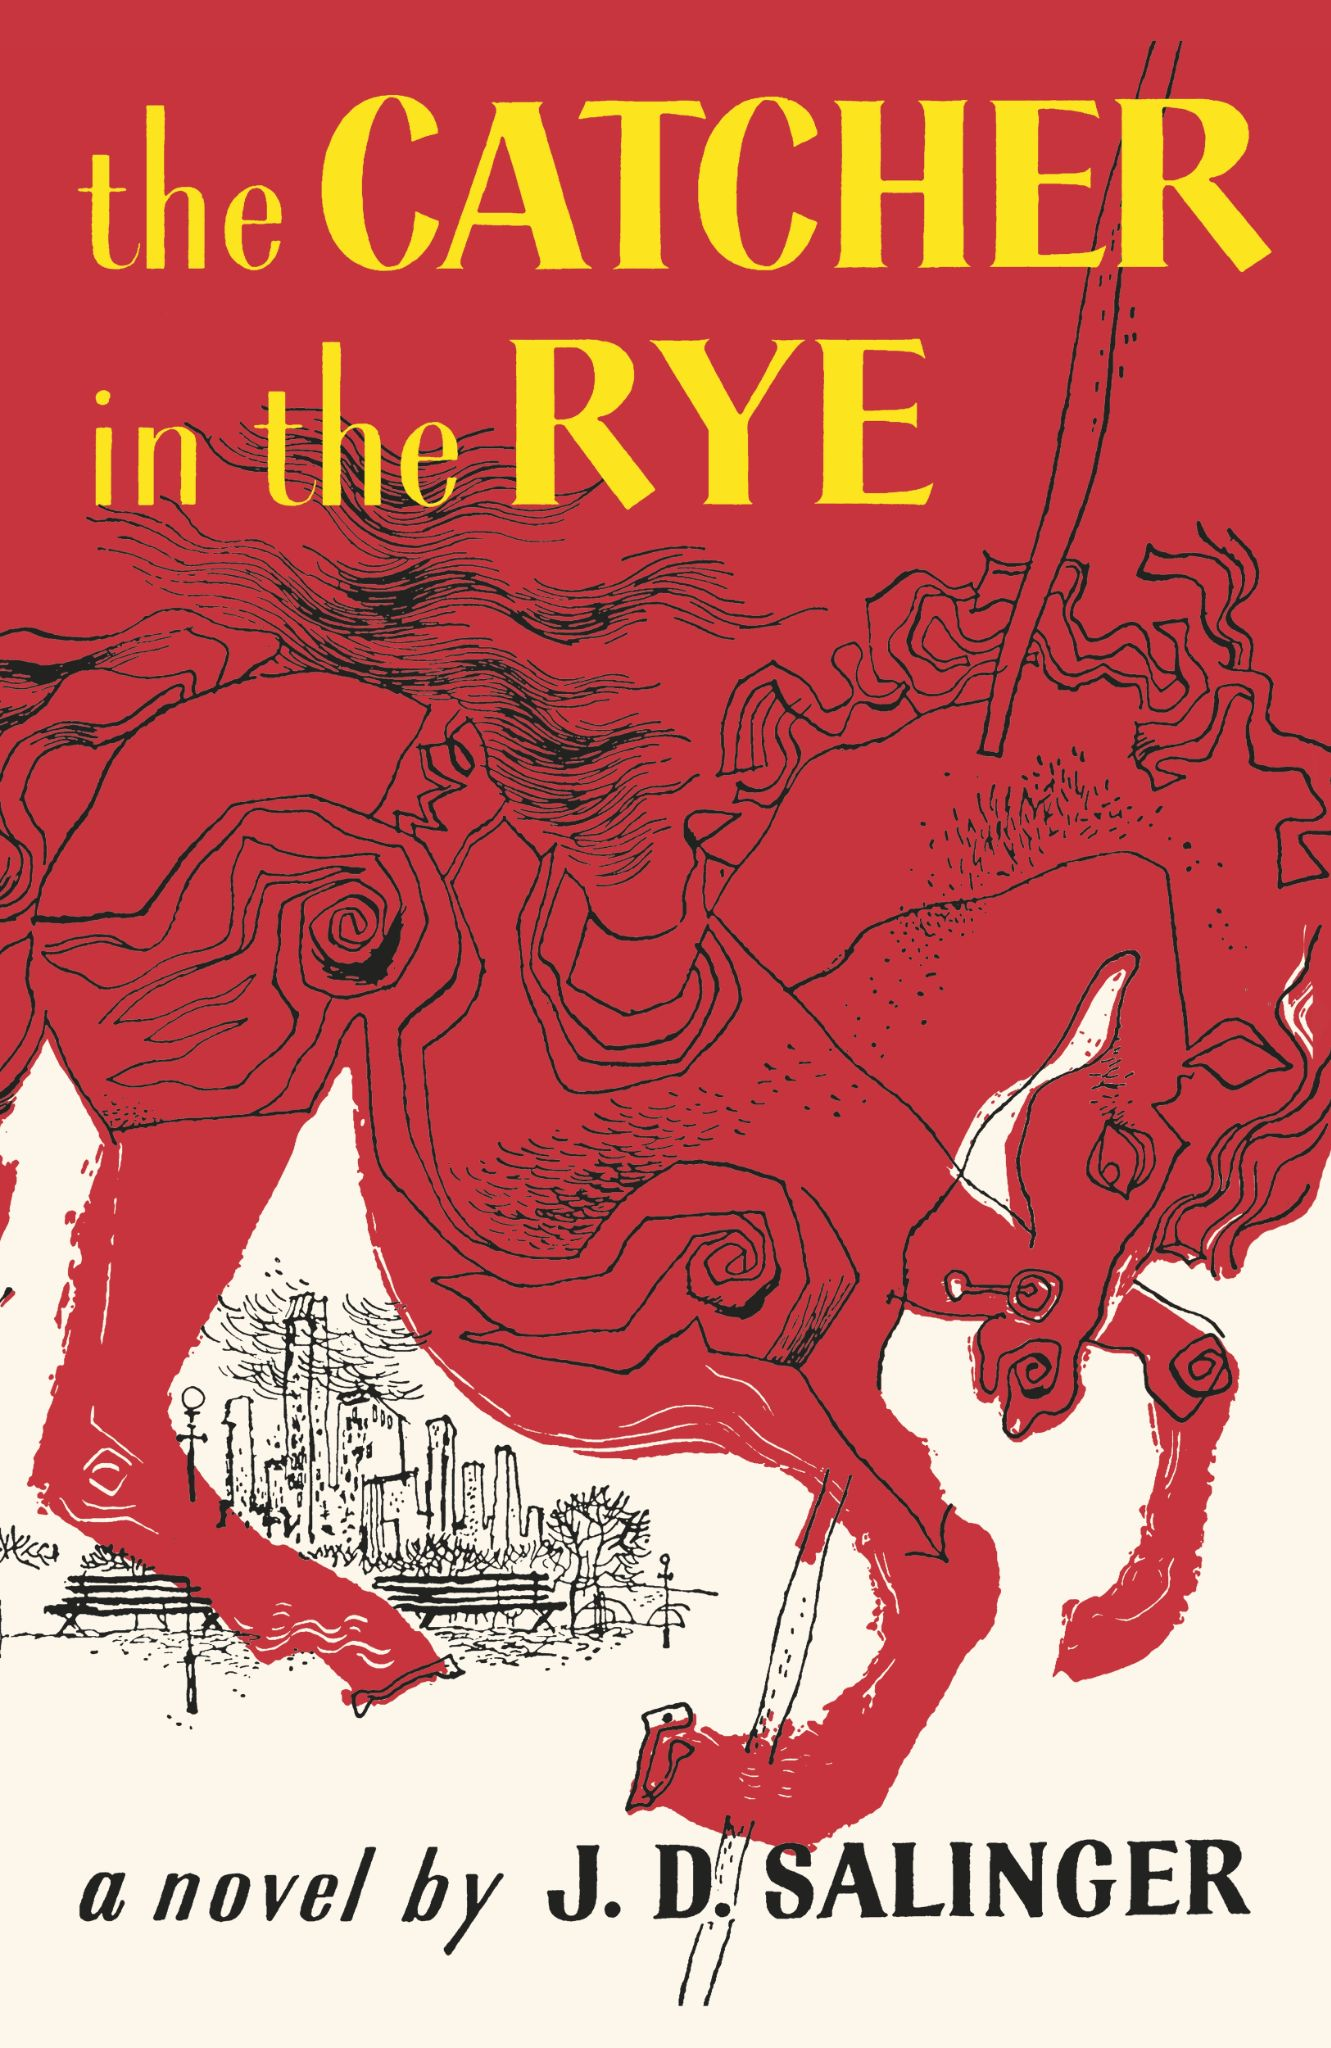 the CATCHER
in the RYE
a novel by J. D. SALINGER